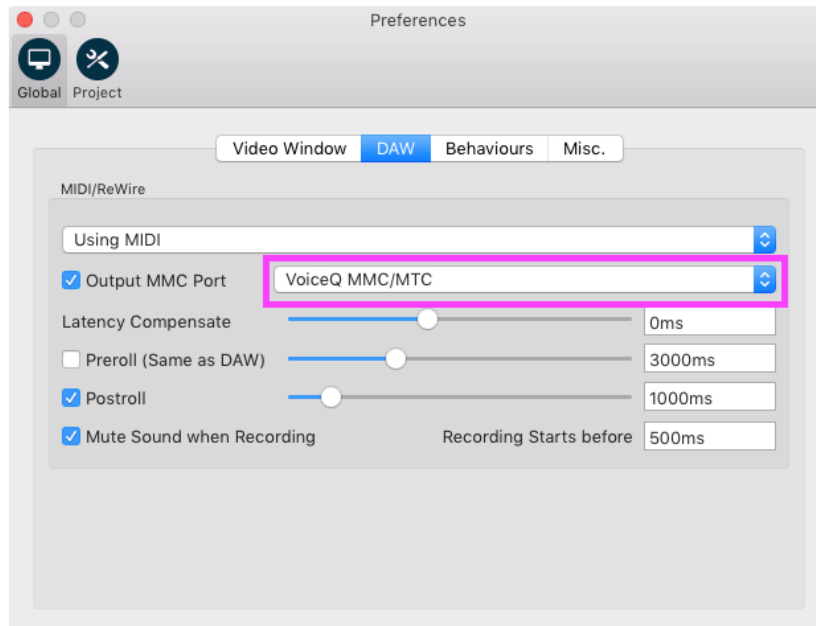 Preferences
Global Project
Video Window DAW Behaviours Misc.
MIDI/ReWire
Using MIDI
Output MMC Port VoiceQ MMC/MTC
Latency Compensate 0ms
Preroll (Same as DAW) 3000ms
Postroll 1000ms
Mute Sound when Recording Recording Starts before 500ms